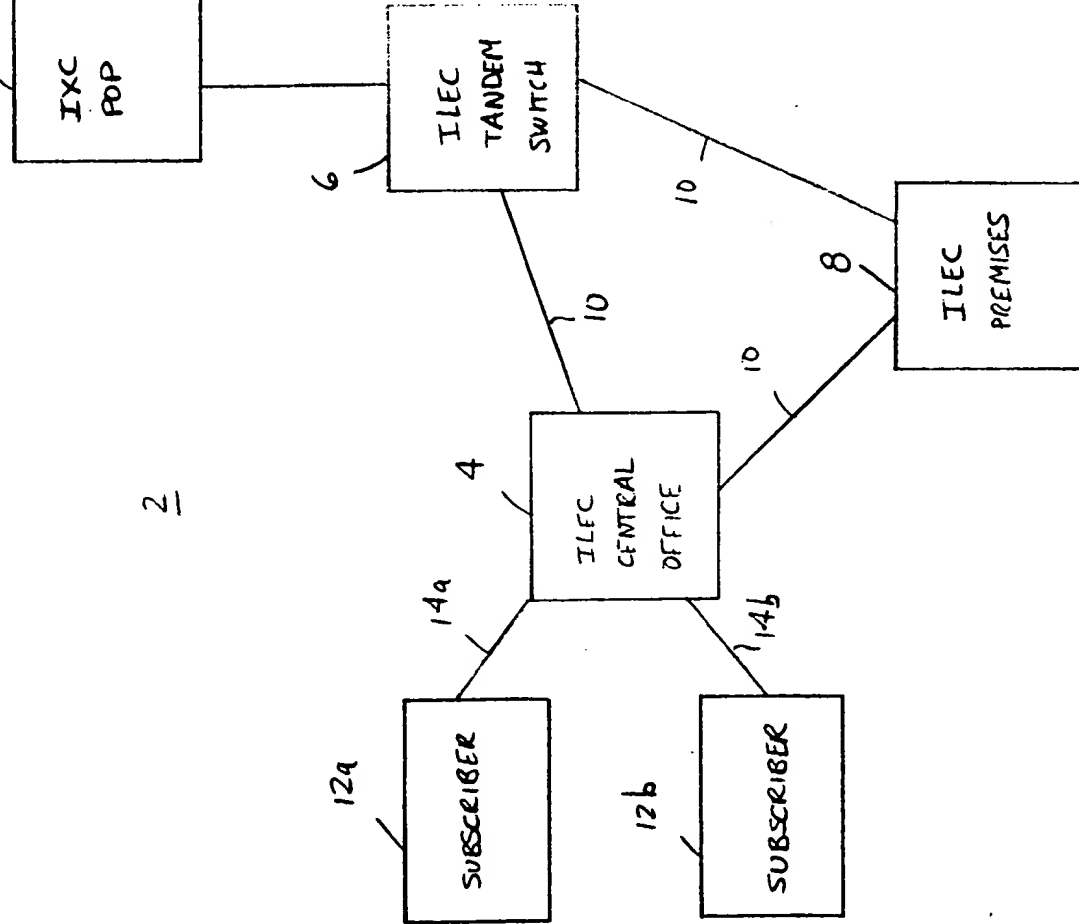 IXC
POP
ILEC
TANDEM
SWITCH
6
10
10
8
ILEC
PREMISES
10
2
4
ILEC
CENTRAL
OFFICE
14a
14b
12a
SUBSCRIBER
12b
SUBSCRIBER